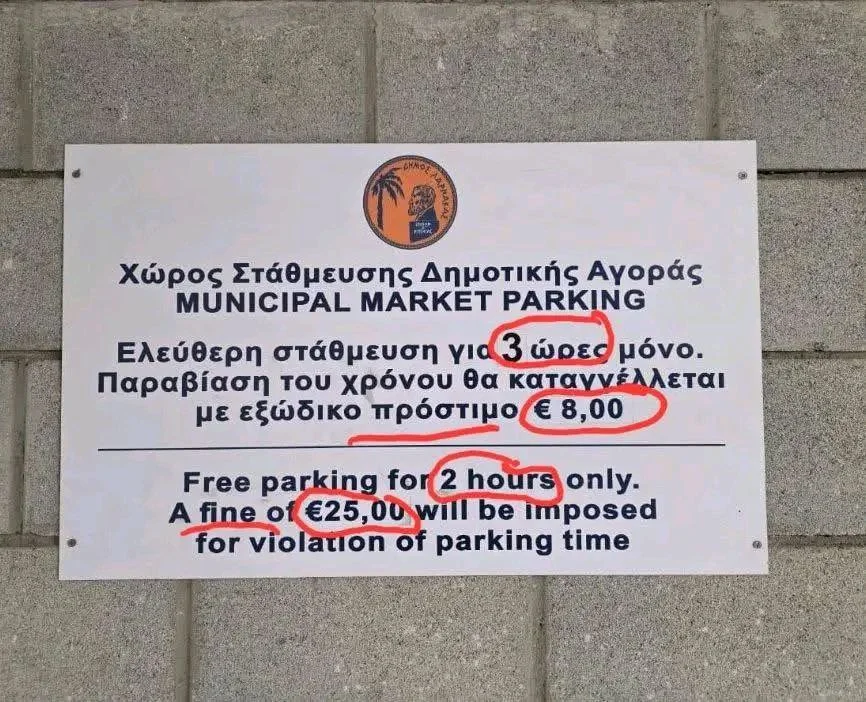 ΔΗΜΟΣ ΛΑΡΝΑΚΑΣ
Χώρος Στάθμευσης Δημοτικής Αγοράς
MUNICIPAL MARKET PARKING
Ελεύθερη στάθμευση για 3 ώρες μόνο.
Παραβίαση του χρόνου θα καταγγέλλεται
με εξώδικο πρόστιμο € 8,00
Free parking for 2 hours only.
A fine of €25,00 will be imposed
for violation of parking time